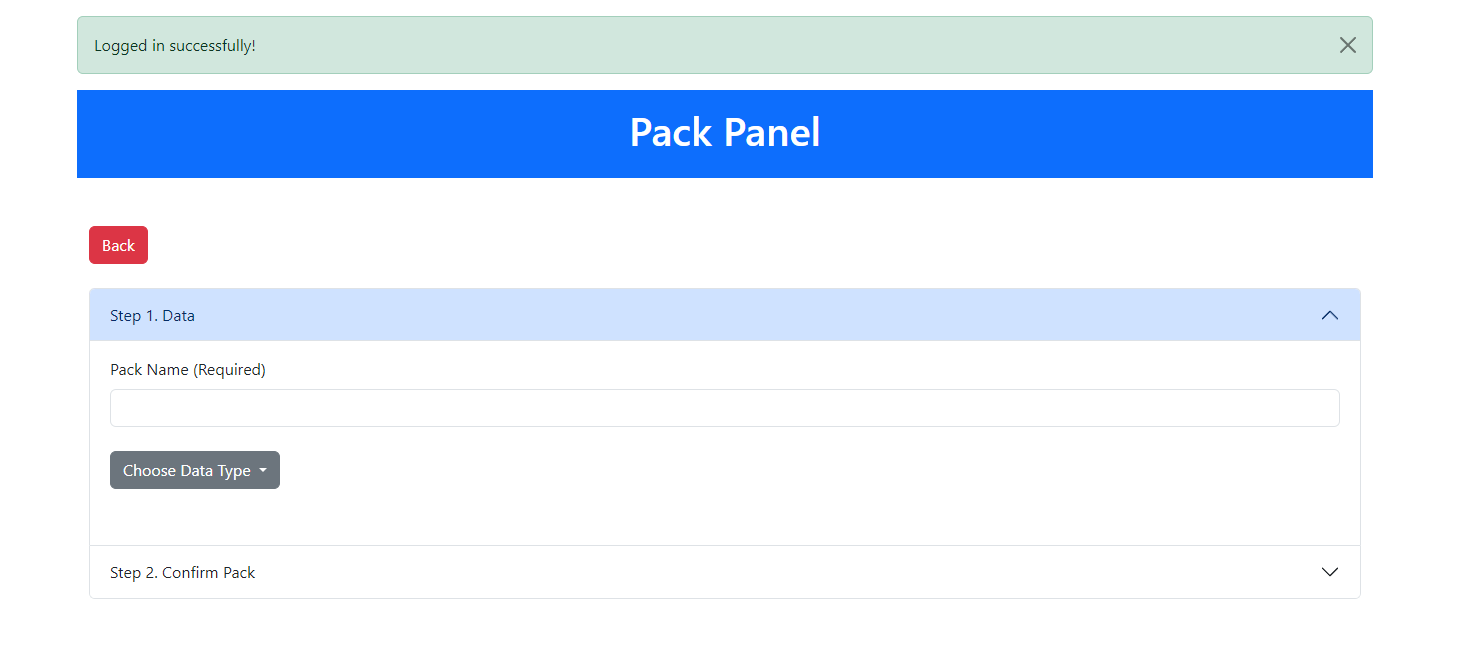 Logged in successfully!
Pack Panel
Back
Step 1. Data
Pack Name (Required)
Choose Data Type
Step 2. Confirm Pack